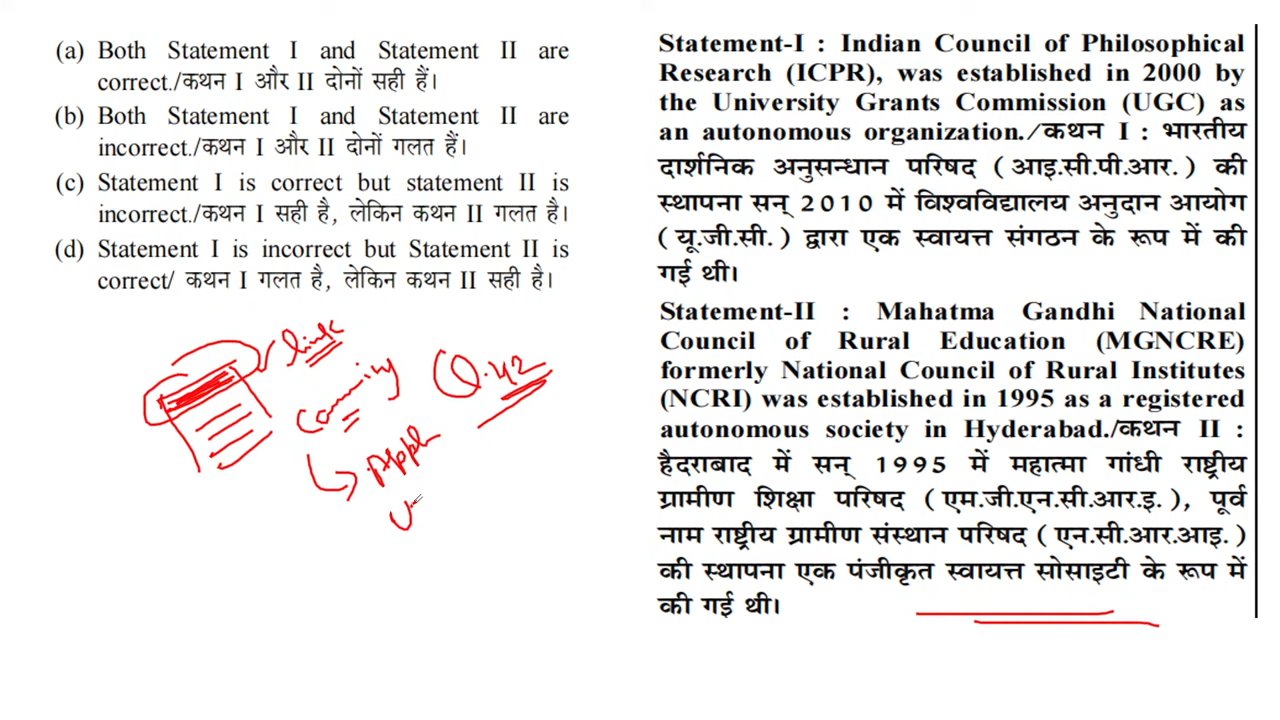 (a) Both Statement I and Statement II are
correct./कथन I और II दोनों सही हैं।
(b) Both Statement I and Statement II are
incorrect./कथन I और II दोनों गलत हैं।
(c) Statement I is correct but statement II is
incorrect./कथन I सही है, लेकिन कथन II गलत है।
(d) Statement I is incorrect but Statement II is
correct/ कथन I गलत है, लेकिन कथन II सही है।
link
Q.42
Appl
Statement-I : Indian Council of Philosophical
Research (ICPR), was established in 2000 by
the University Grants Commission (UGC) as
an autonomous organization./कथन I : भारतीय
दार्शनिक अनुसन्धान परिषद (आइ.सी.पी.आर.) की
स्थापना सन् 2010 में विश्वविद्यालय अनुदान आयोग
(यू.जी.सी.) द्वारा एक स्वायत्त संगठन के रूप में की
गई थी।
Statement-II : Mahatma Gandhi National
Council of Rural Education (MGNCRE)
formerly National Council of Rural Institutes
(NCRI) was established in 1995 as a registered
autonomous society in Hyderabad./कथन II :
हैदराबाद में सन् 1995 में महात्मा गांधी राष्ट्रीय
ग्रामीण शिक्षा परिषद (एम.जी.एन.सी.आर.इ.), पूर्व
नाम राष्ट्रीय ग्रामीण संस्थान परिषद (एन.सी.आर.आइ.)
की स्थापना एक पंजीकृत स्वायत्त सोसाइटी के रूप में
की गई थी।